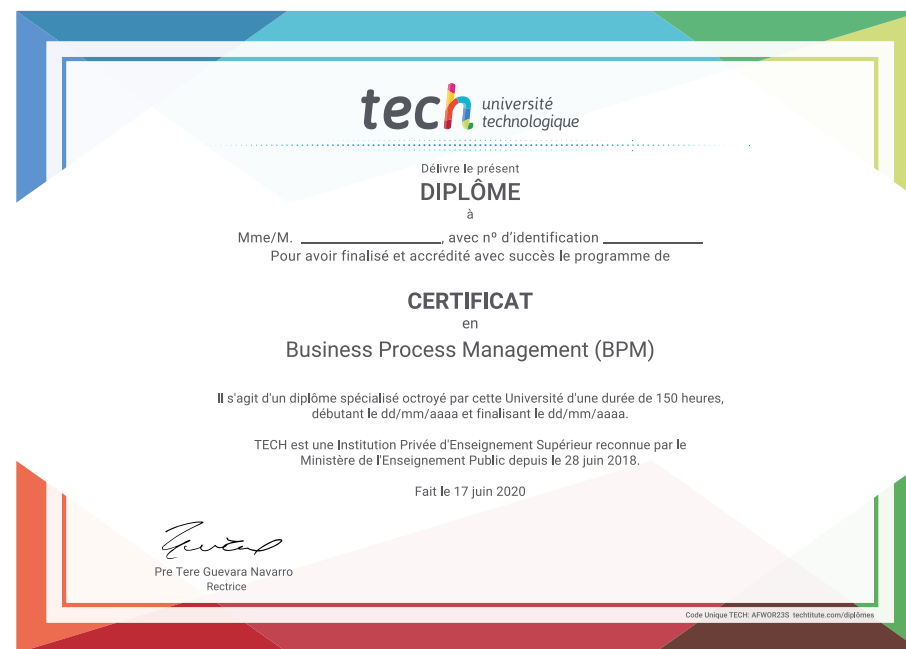 tech université
technologique
Délivre le présent
DIPLÔME
à
Mme/M. ____________________, avec nº d'identification ______________
Pour avoir finalisé et accrédité avec succès le programme de
CERTIFICAT
en
Business Process Management (BPM)
Il s'agit d'un diplôme spécialisé octroyé par cette Université d'une durée de 150 heures,
débutant le dd/mm/aaaa et finalisant le dd/mm/aaaa.
TECH est une Institution Privée d'Enseignement Supérieur reconnue par le
Ministère de l'Enseignement Public depuis le 28 juin 2018.
Fait le 17 juin 2020
Pre Tere Guevara Navarro
Rectrice
Code Unique TECH: AFWOR23S techtitute.com/diplômes